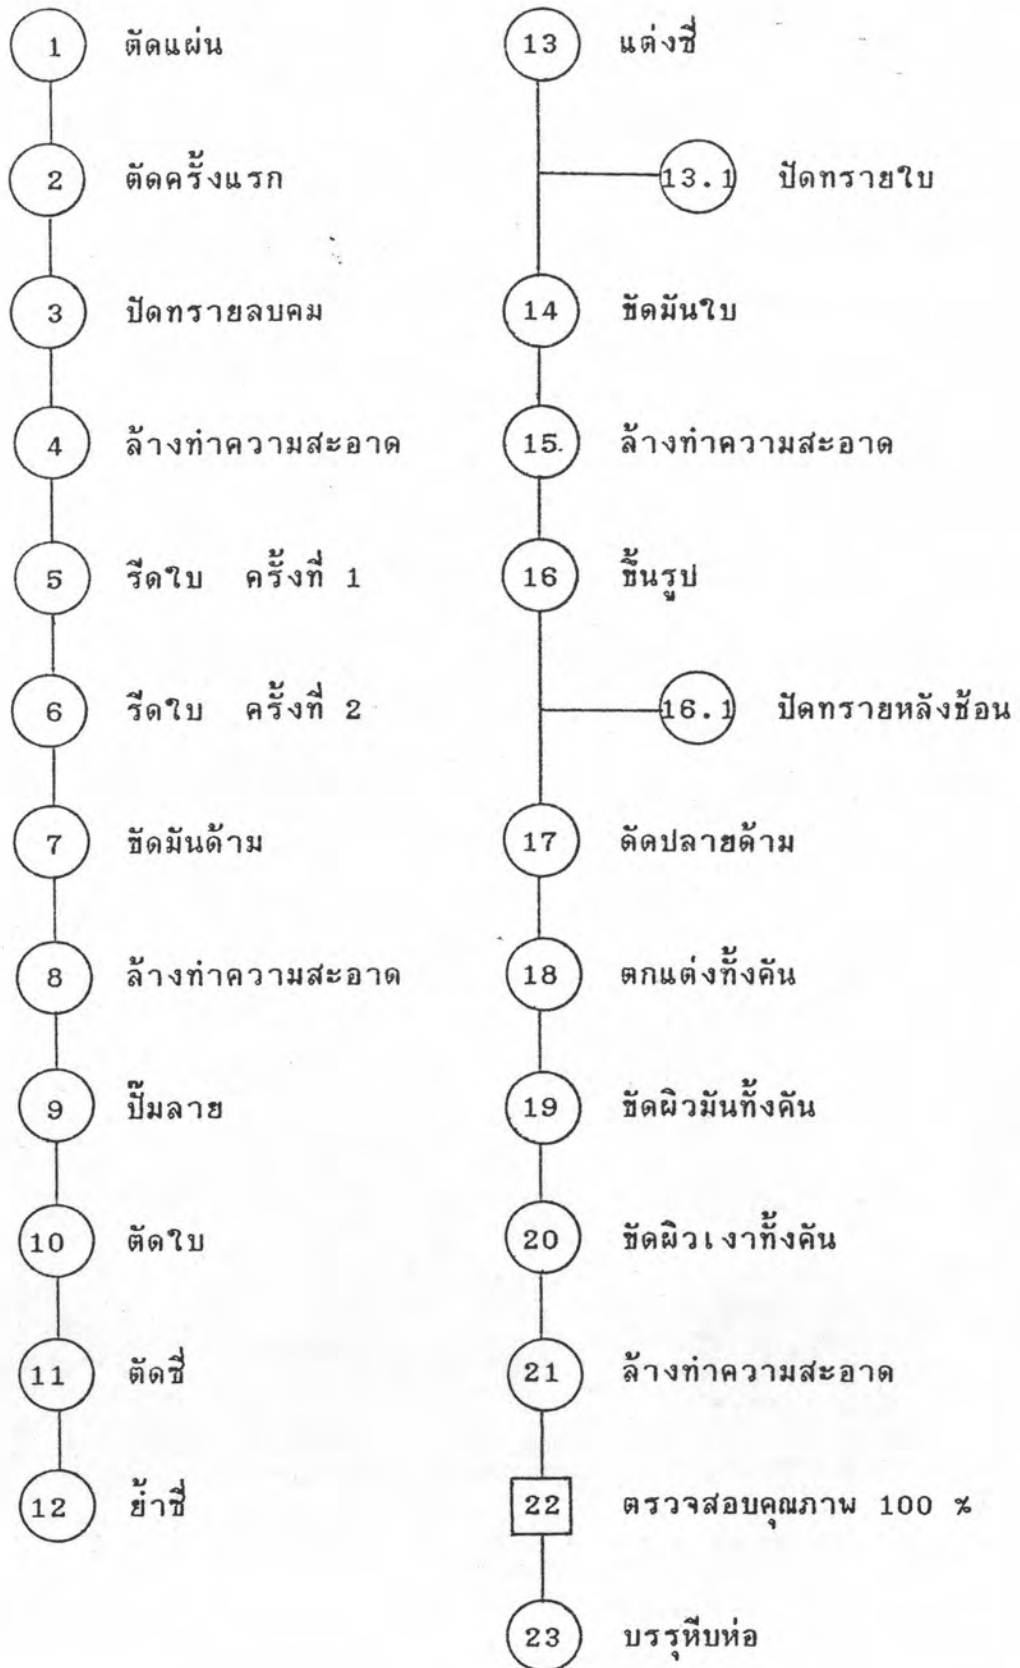 1 ตัดแผ่น
2 ตัดครั้งแรก
3 ปัดทรายลบคม
4 ล้างทำความสะอาด
5 รีดใบ ครั้งที่ 1
6 รีดใบ ครั้งที่ 2
7 ขัดมันด้าม
8 ล้างทำความสะอาด
9 ปั๊มลาย
10 ตัดใบ
11 ตัดซี่
12 ย้ำซี่
13 แต่งซี่
13.1 ปัดทรายใบ
14 ขัดมันใบ
15. ล้างทำความสะอาด
16 ขึ้นรูป
16.1 ปัดทรายหลังช้อน
17 ดัดปลายด้าม
18 ตกแต่งทั้งคัน
19 ขัดผิวมันทั้งคัน
20 ขัดผิวเงาทั้งคัน
21 ล้างทำความสะอาด
22 ตรวจสอบคุณภาพ 100 %
23 บรรจุหีบห่อ